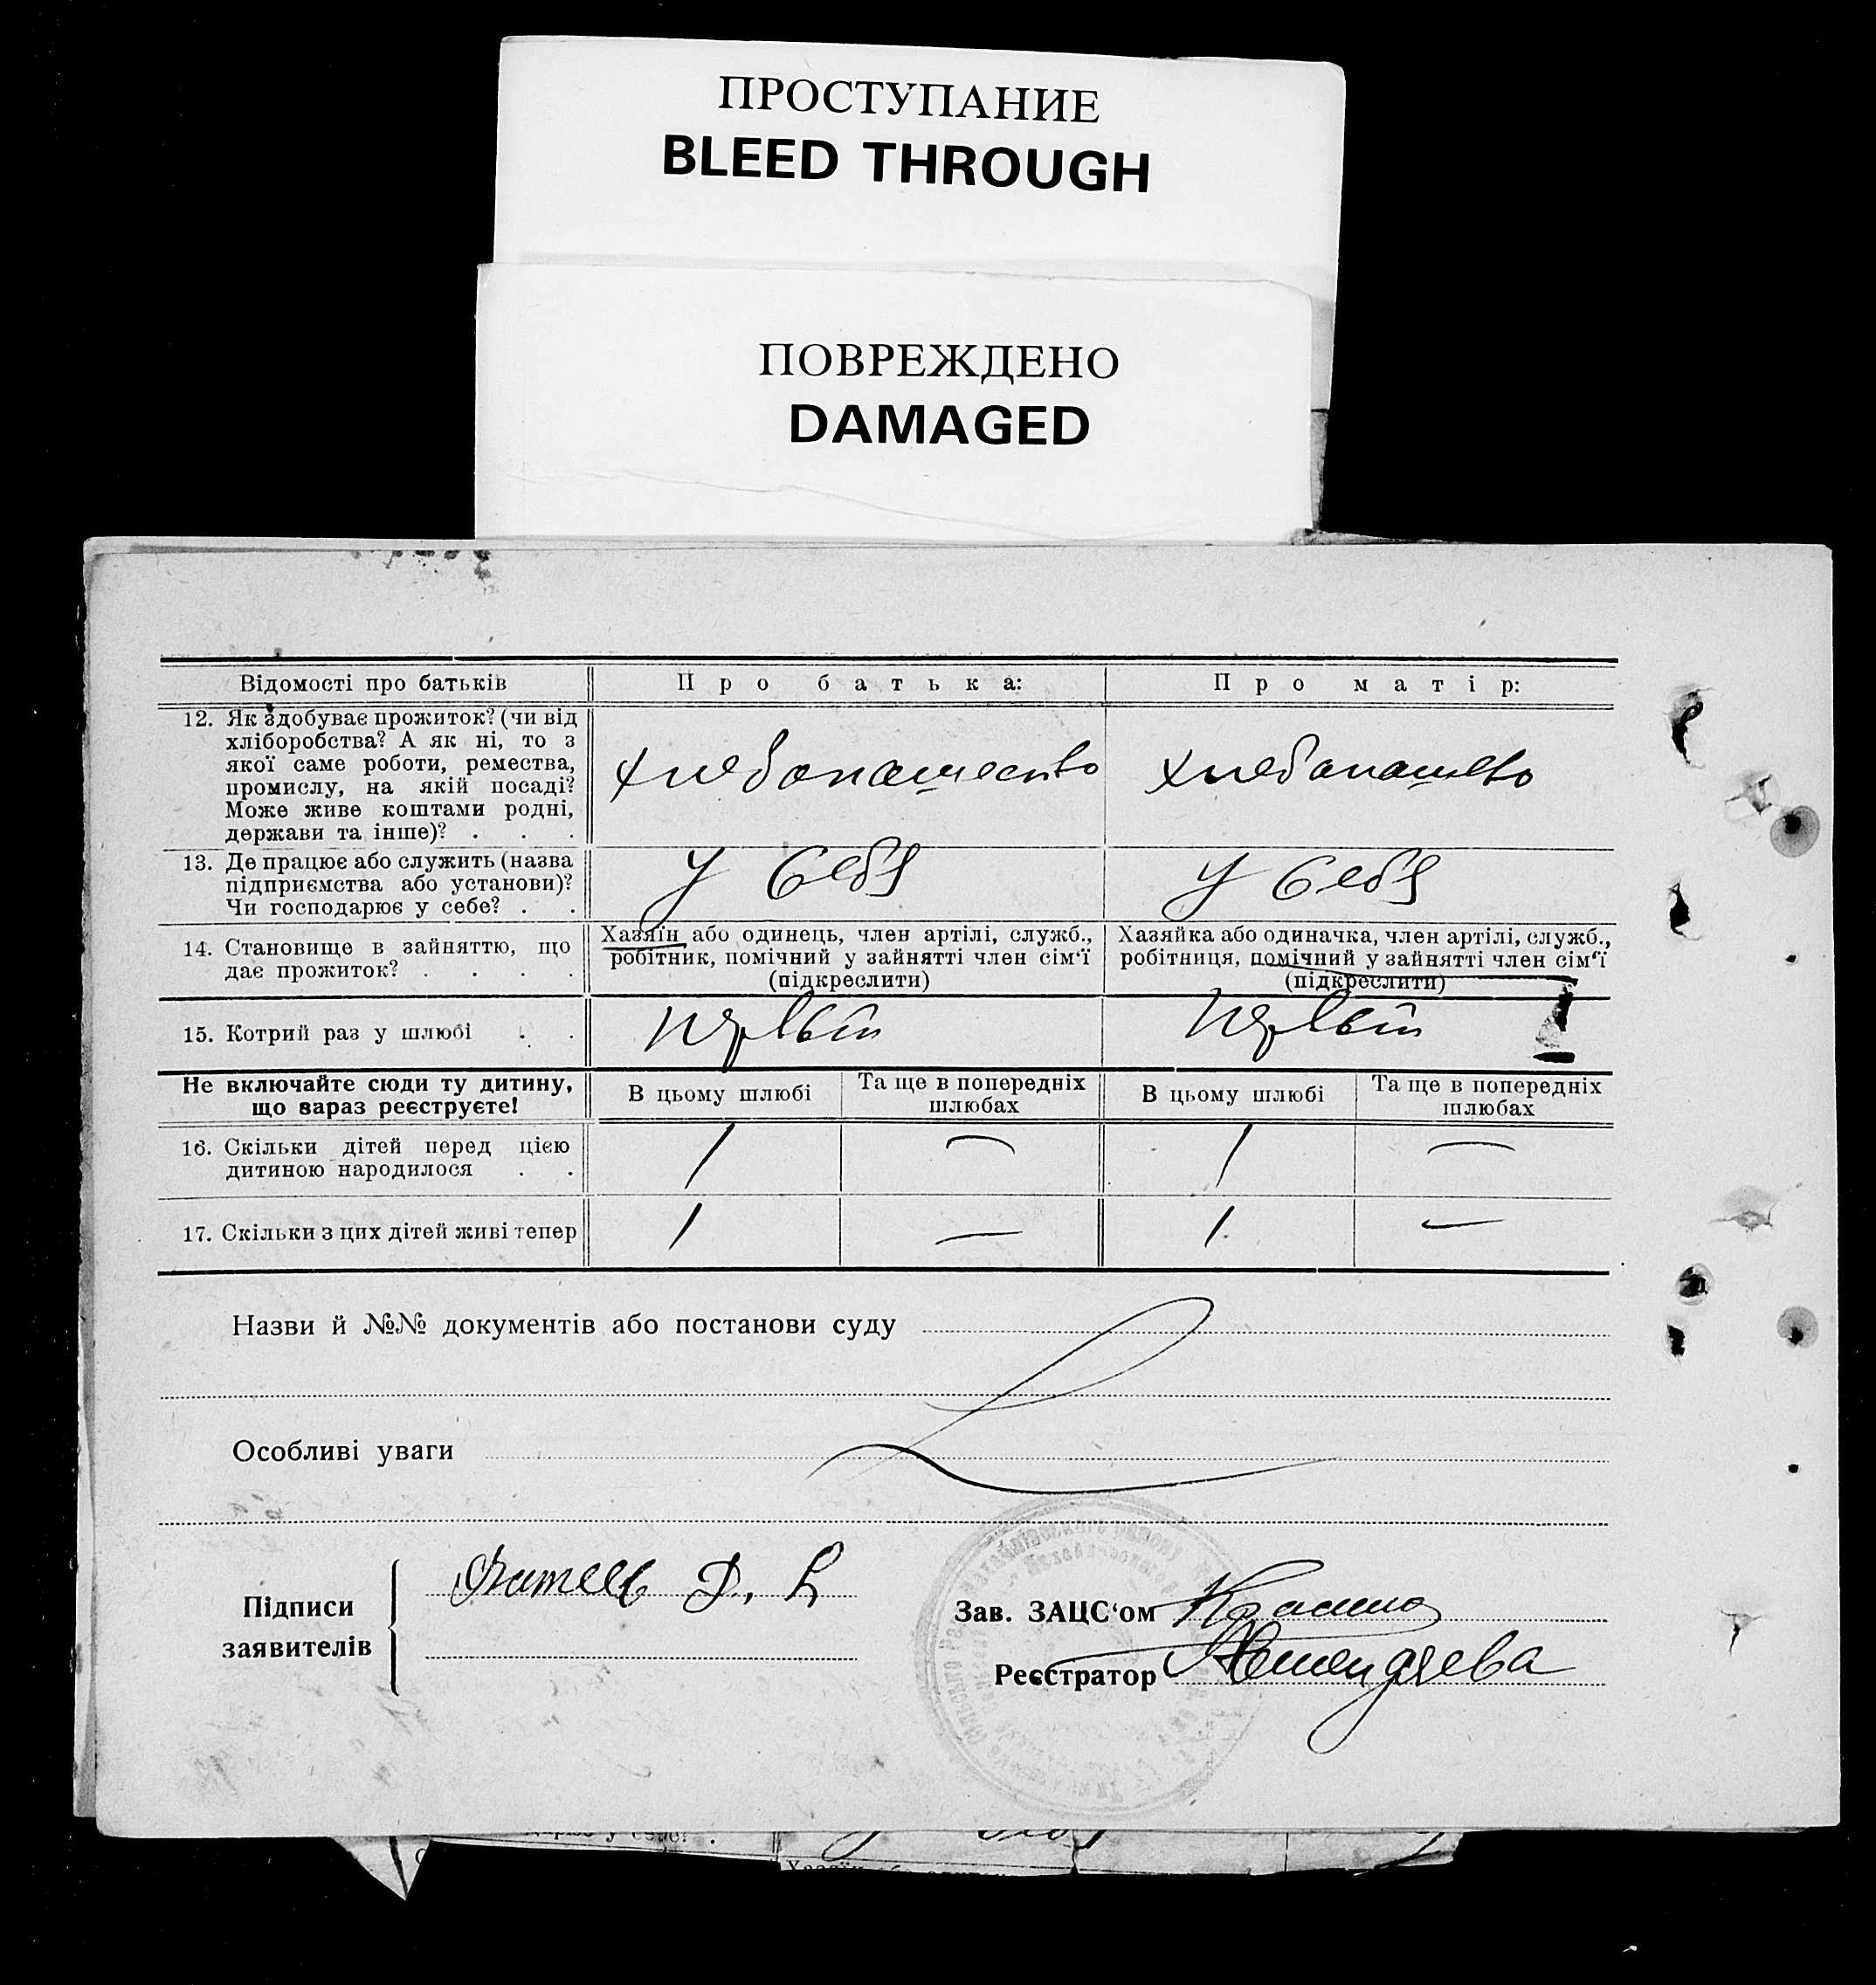 ПРОСТУПАНИЕ
BLEED THROUGH
ПОВРЕЖДЕНО
DAMAGED
Відомості про батьків
Про батька:
Про матір:
12. Як здобуває прожиток? (чи від
хліборобства? А як ні, то з
якої саме роботи, ремества,
промислу, на якій посаді?
Може живе коштами родні,
держави та інше)? . . .
хлебопашество
хлебопашево
13. Де працює або служить (назва
підприємства або установи)?
Чи господарює у себе? . .
у себя
у себя
14. Становище в зайняттю, що
дає прожиток? . . . .
Хазяїн або одинець, член артілі, служб.,
робітник, помічний у зайнятті член сім‘ї
(підкреслити)
Хазяйка або одиначка, член артілі, служб.,
робітниця, помічний у зайнятті член сім‘ї
(підкреслити)
15. Котрий раз у шлюбі . .
первый
первый
Не включайте сюди ту дитину,
що зараз реєструєте!
В цьому шлюбі
Та ще в попередніх
шлюбах
В цьому шлюбі
Та ще в попередніх
шлюбах
16. Скільки дітей перед цією
дитиною народилося . .
1 — 1 —
17. Скільки з цих дітей живі тепер
1 — 1 —
Назви й №№ документів або постанови суду
Особливі уваги
Підписи
заявителів
Зав. ЗАЦС‘ом
Реєстратор